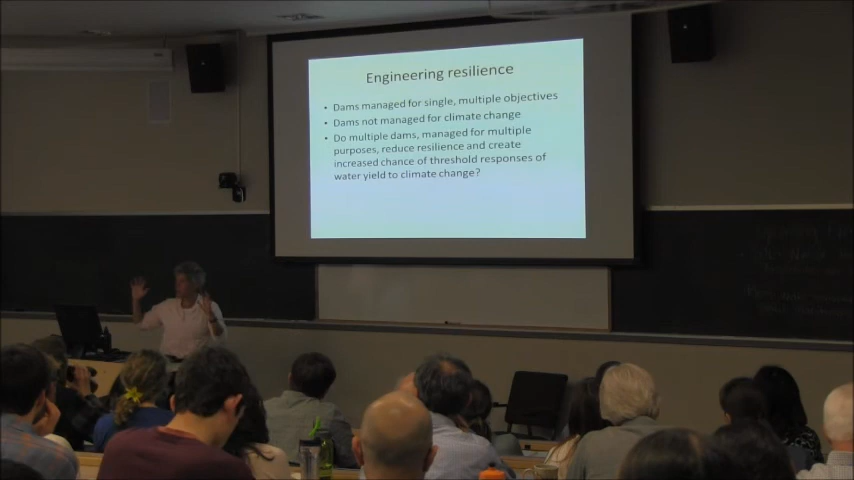 Engineering resilience
• Dams managed for single, multiple objectives
• Dams not managed for climate change
• Do multiple dams, managed for multiple
purposes, reduce resilience and create
increased chance of threshold responses of
water yield to climate change?